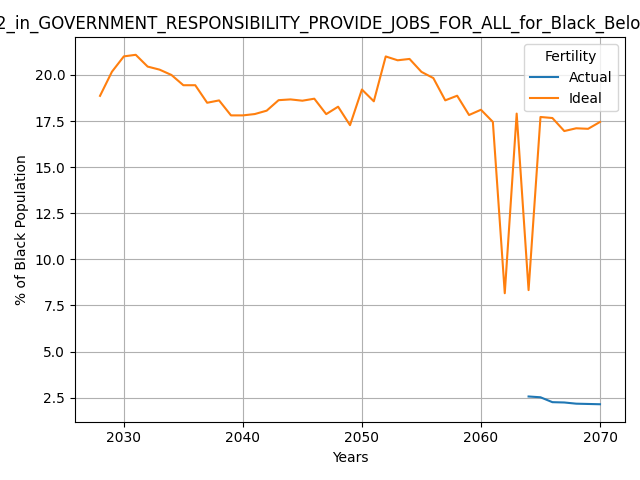 2_in_GOVERNMENT_RESPONSIBILITY_PROVIDE_JOBS_FOR_ALL_for_Black_Belo
Fertility
Actual
Ideal
20.0
17.5
15.0
12.5
10.0
7.5
5.0
2.5
% of Black Population
2030 2040 2050 2060 2070
Years